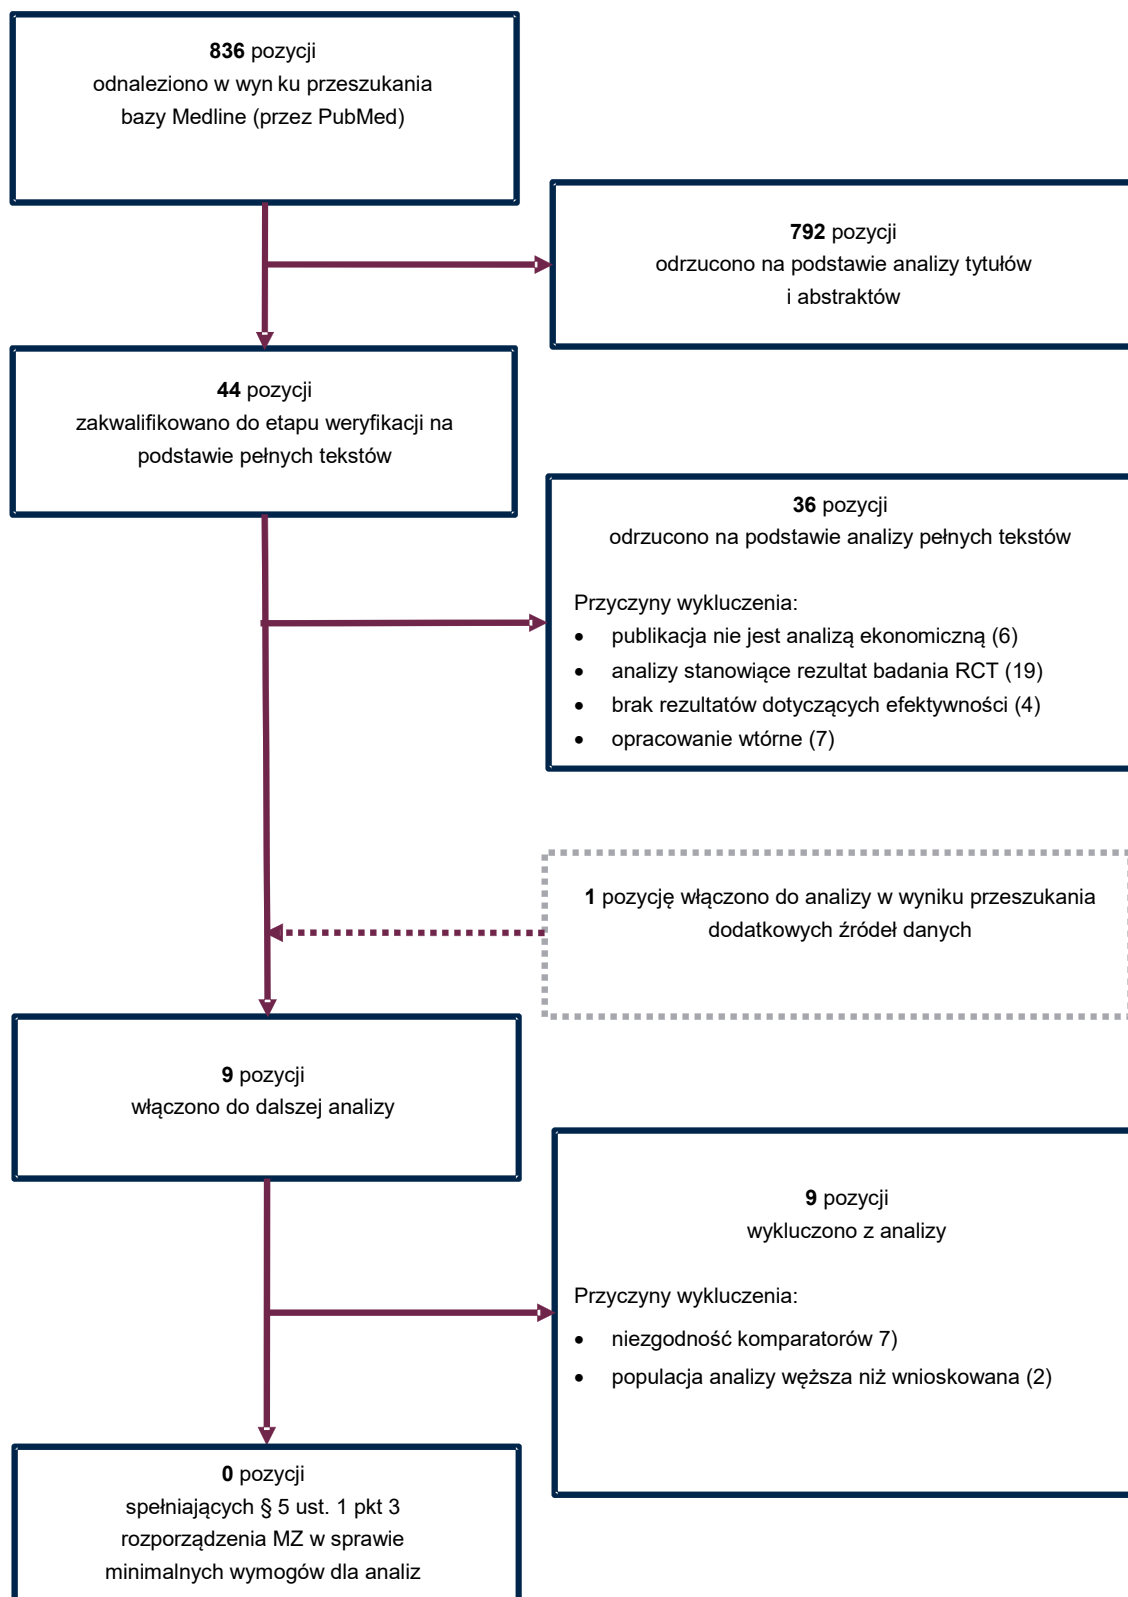 836 pozycji
odnaleziono w wyn ku przeszukania
bazy Medline (przez PubMed)
792 pozycji
odrzucono na podstawie analizy tytułów
i abstraktów
44 pozycji
zakwalifikowano do etapu weryfikacji na
podstawie pełnych tekstów
36 pozycji
odrzucono na podstawie analizy pełnych tekstów
Przyczyny wykluczenia:
• publikacja nie jest analizą ekonomiczną (6)
• analizy stanowiące rezultat badania RCT (19)
• brak rezultatów dotyczących efektywności (4)
• opracowanie wtórne (7)
1 pozycję włączono do analizy w wyniku przeszukania
dodatkowych źródeł danych
9 pozycji
włączono do dalszej analizy
9 pozycji
wykluczono z analizy
Przyczyny wykluczenia:
• niezgodność komparatorów 7)
• populacja analizy węższa niż wnioskowana (2)
0 pozycji
spełniających § 5 ust. 1 pkt 3
rozporządzenia MZ w sprawie
minimalnych wymogów dla analiz